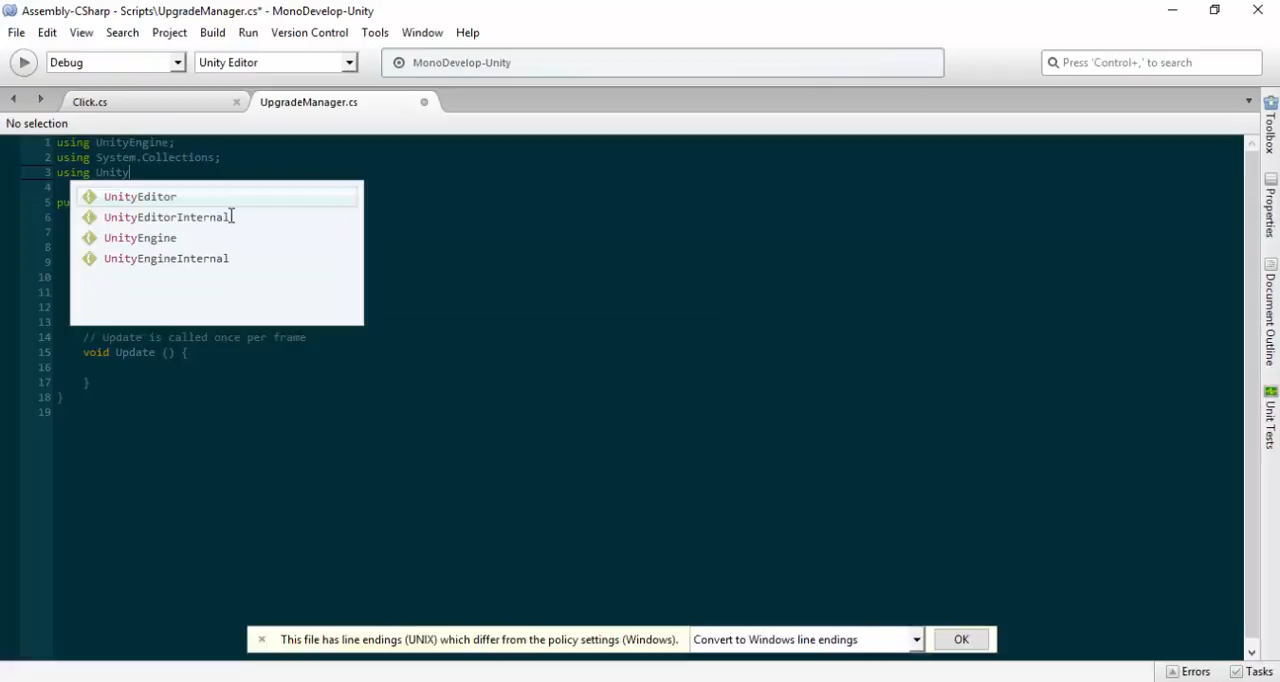 Assembly-CSharp - Scripts\UpgradeManager.cs* - MonoDevelop-Unity
File Edit View Search Project Build Run Version Control Tools Window Help
Debug Unity Editor MonoDevelop-Unity Press 'Control+,' to search
Click.cs UpgradeManager.cs
No selection
1 using UnityEngine;
2 using System.Collections;
3 using Unity
4
5 pu
6
7
8
9
10
11
12
13
14 // Update is called once per frame
15 void Update () {
16
17 }
18 }
19
UnityEditor
UnityEditorInternal
UnityEngine
UnityEngineInternal
Toolbox
Properties
Document Outline
Unit Tests
This file has line endings (UNIX) which differ from the policy settings (Windows). Convert to Windows line endings OK
Errors Tasks